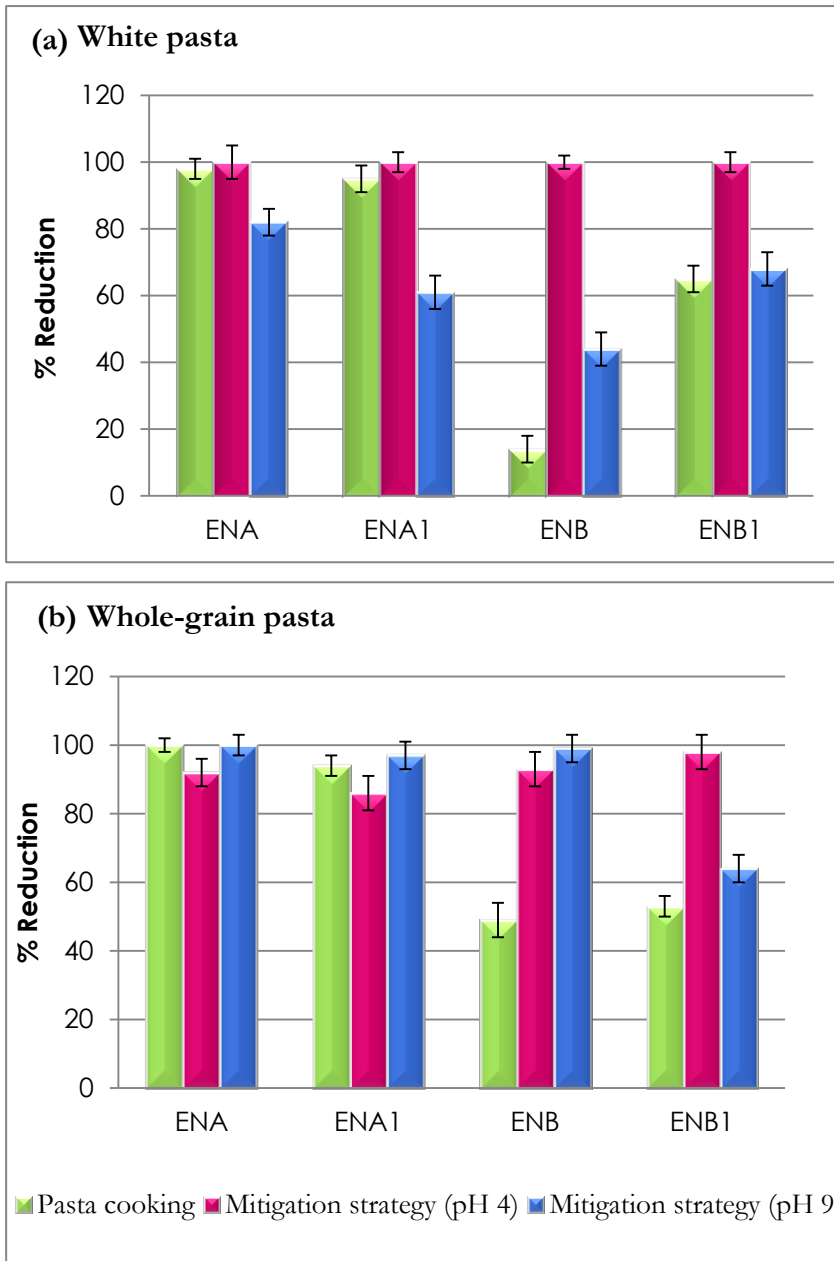 (a) White pasta
120
100
80
60
40
20
0
% Reduction
ENA ENA1 ENB ENB1
(b) Whole-grain pasta
120
100
80
60
40
20
0
% Reduction
ENA ENA1 ENB ENB1
Pasta cooking Mitigation strategy (pH 4) Mitigation strategy (pH 9